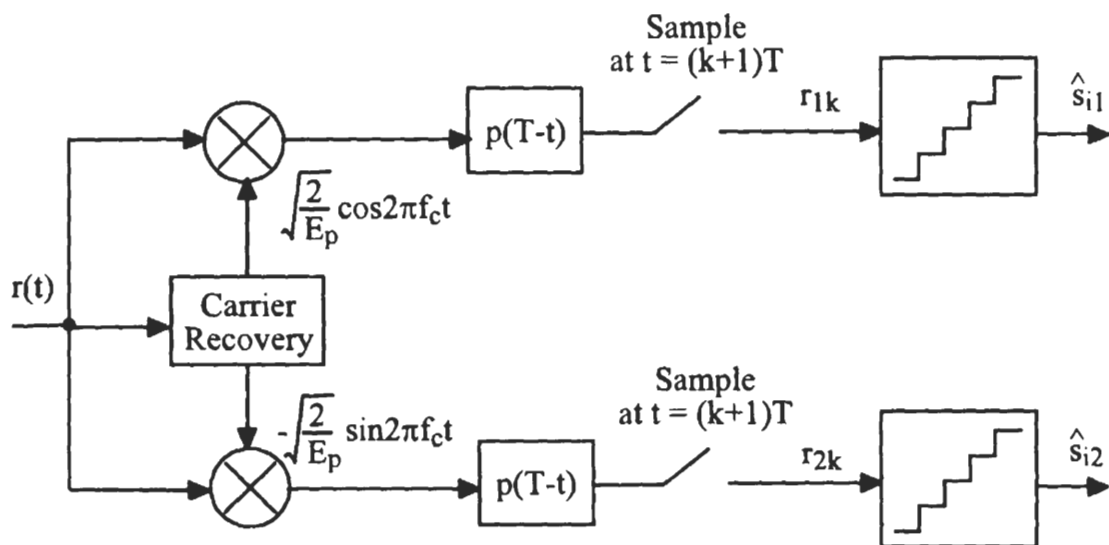 Sample
at t = (k+1)T
r1k
ŝi1
p(T-t)
√(2/Ep) cos2πfct
r(t)
Carrier
Recovery
-√(2/Ep) sin2πfct
Sample
at t = (k+1)T
r2k
ŝi2
p(T-t)